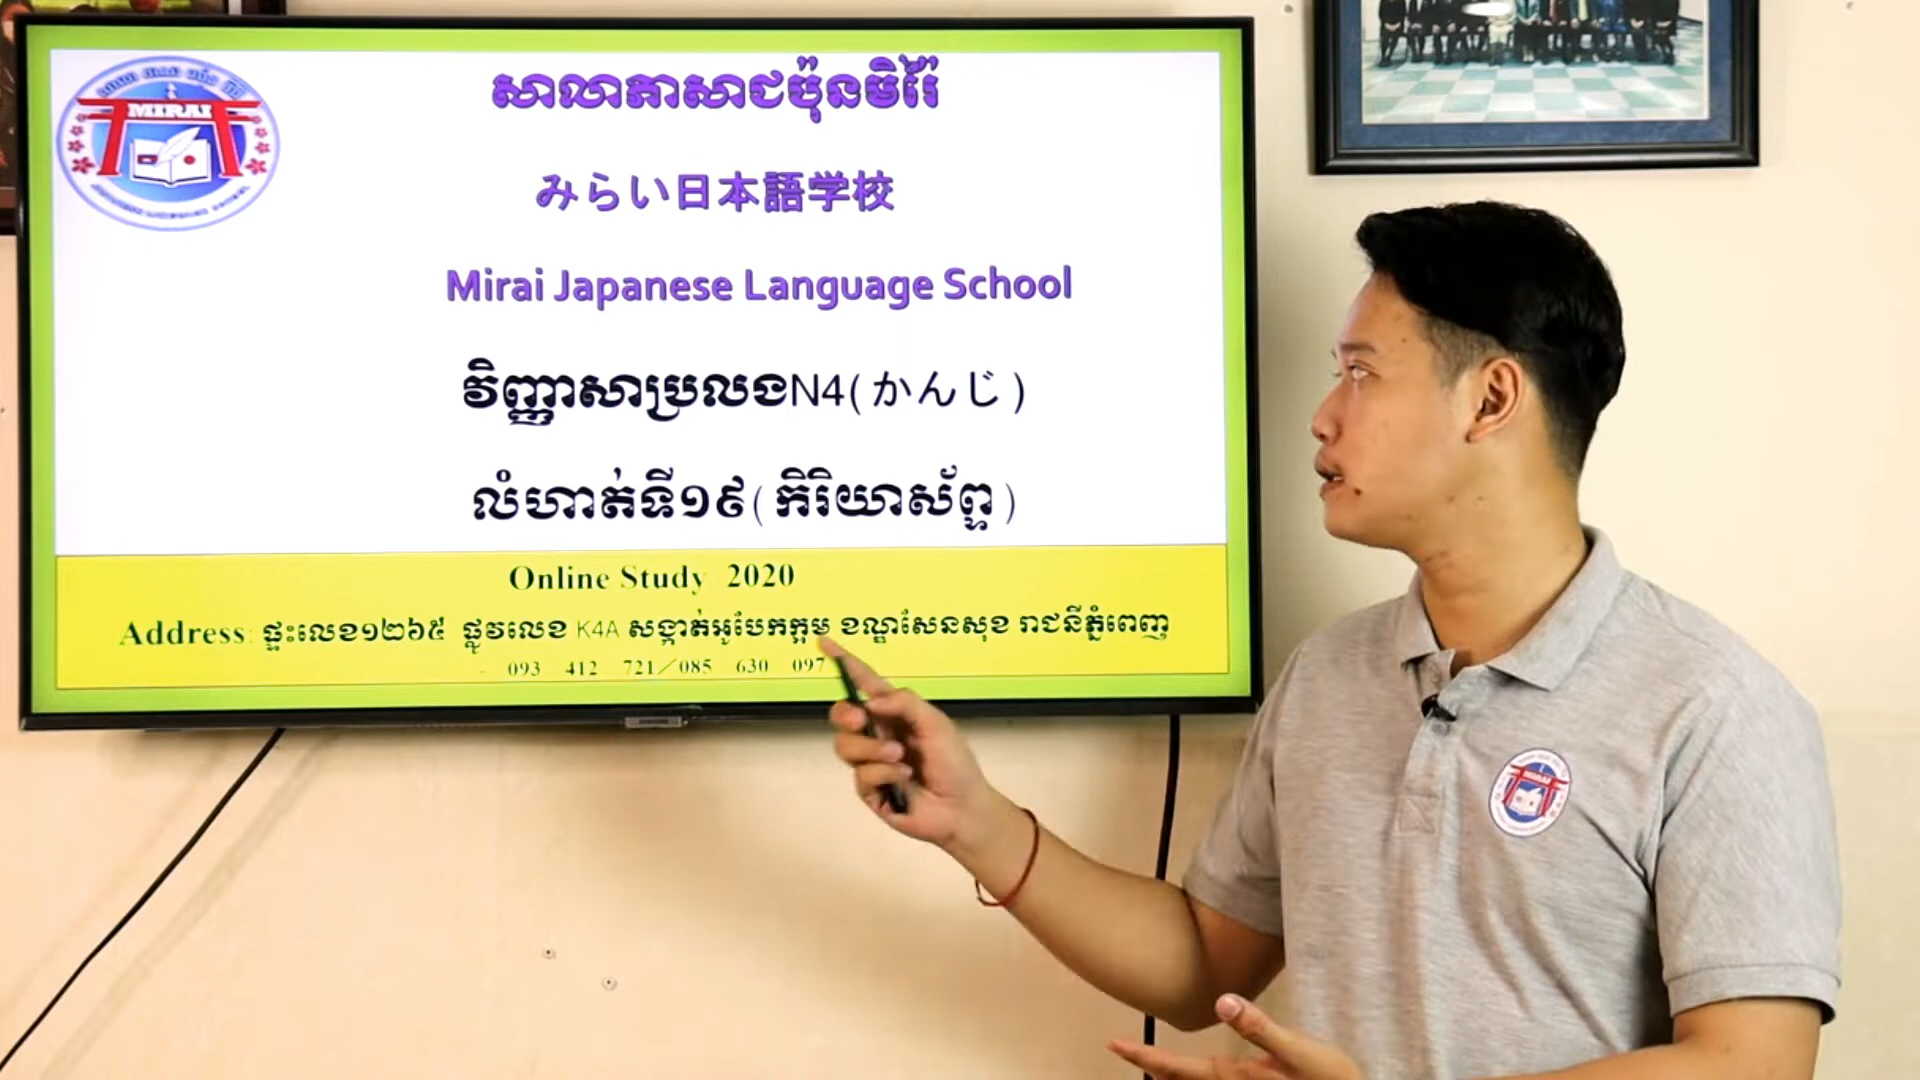 MIRAI
សាលាភាសាជប៉ុនមិរ៉ៃ
みらい日本語学校
Mirai Japanese Language School
វិញ្ញាសាប្រលងN4(かんじ)
លំហាត់ទី១៩(កិរិយាស័ព្ទ)
Online Study 2020
Address: ផ្ទះលេខ១២៦៥ ផ្លូវលេខ K4A សង្កាត់អូបែកក្អម ខណ្ឌសែនសុខ រាជនីភ្នំពេញ
093 412 721/085 630 097
MIRAI